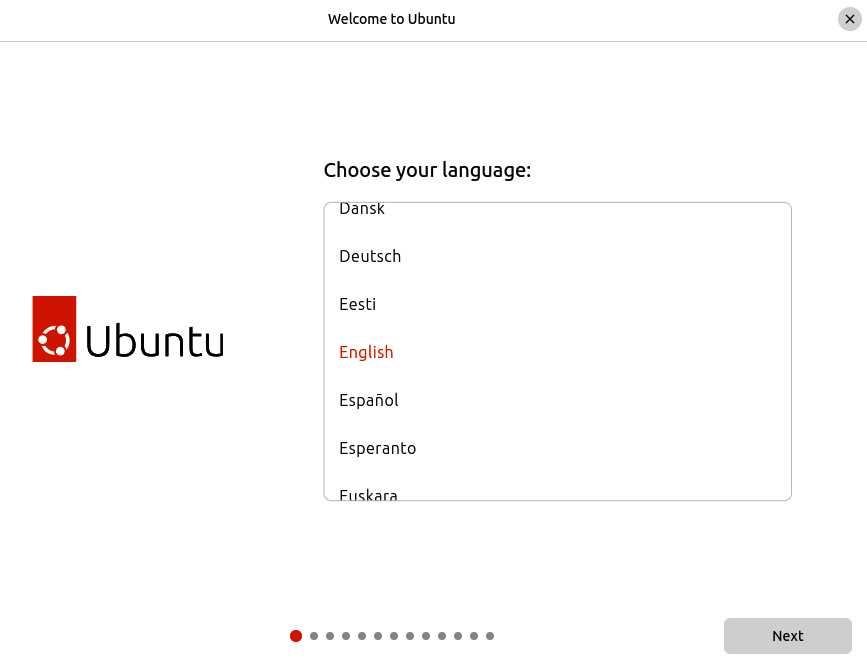 Welcome to Ubuntu
Choose your language:
Dansk
Deutsch
Eesti
English
Español
Esperanto
Euskara
Ubuntu
Next